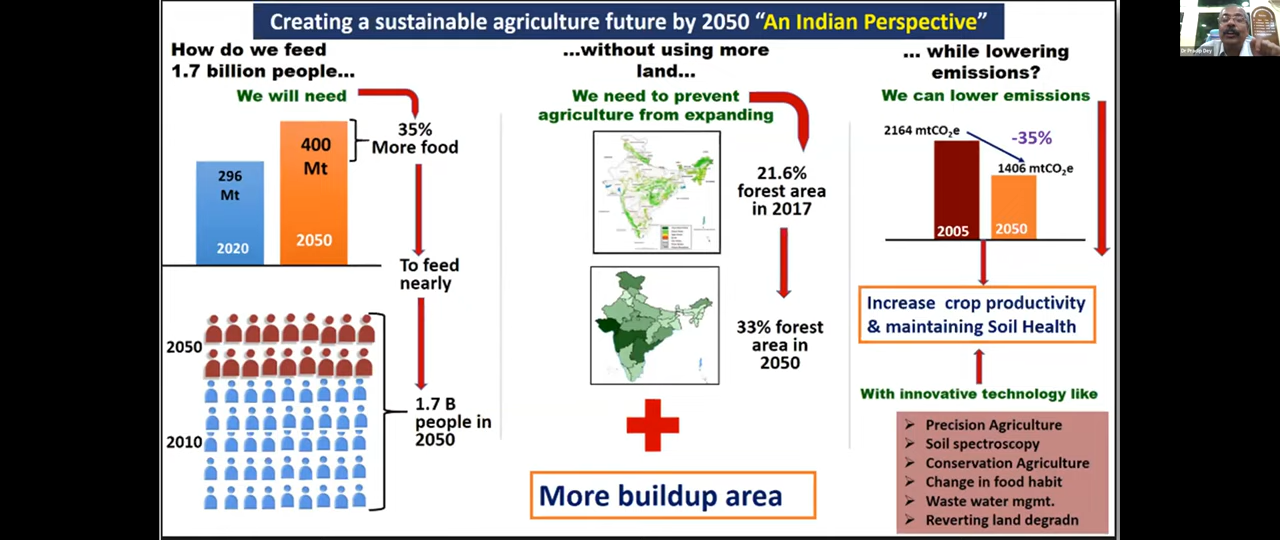 Creating a sustainable agriculture future by 2050 “An Indian Perspective”
How do we feed
1.7 billion people...
We will need
35%
More food
400
Mt
296
Mt
2020
2050
To feed
nearly
2050
2010
1.7 B
people in
2050
...without using more
land...
We need to prevent
agriculture from expanding
21.6%
forest area
in 2017
33% forest
area in
2050
More buildup area
... while lowering
emissions?
We can lower emissions
2164 mtCO₂e
-35%
1406 mtCO₂e
2005
2050
Increase crop productivity
& maintaining Soil Health
With innovative technology like
Precision Agriculture
Soil spectroscopy
Conservation Agriculture
Change in food habit
Waste water mgmt.
Reverting land degradn
Dr Pradip Dey